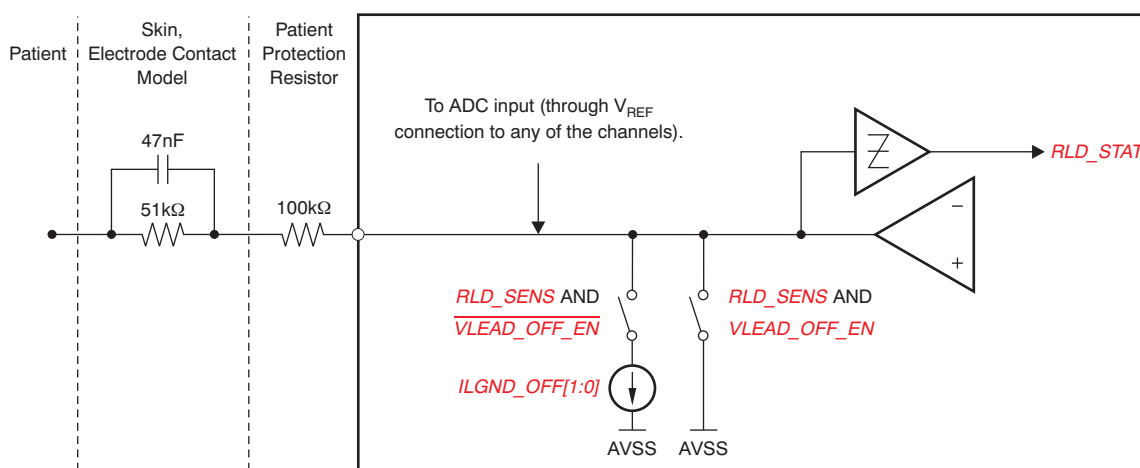 Patient
Skin,
Electrode Contact
Model
Patient
Protection
Resistor
To ADC input (through VREF
connection to any of the channels).
47nF
51kΩ
100kΩ
RLD_STAT
−
+
RLD_SENS AND
VLEAD_OFF_EN
RLD_SENS AND
VLEAD_OFF_EN
ILGND_OFF[1:0]
AVSS
AVSS